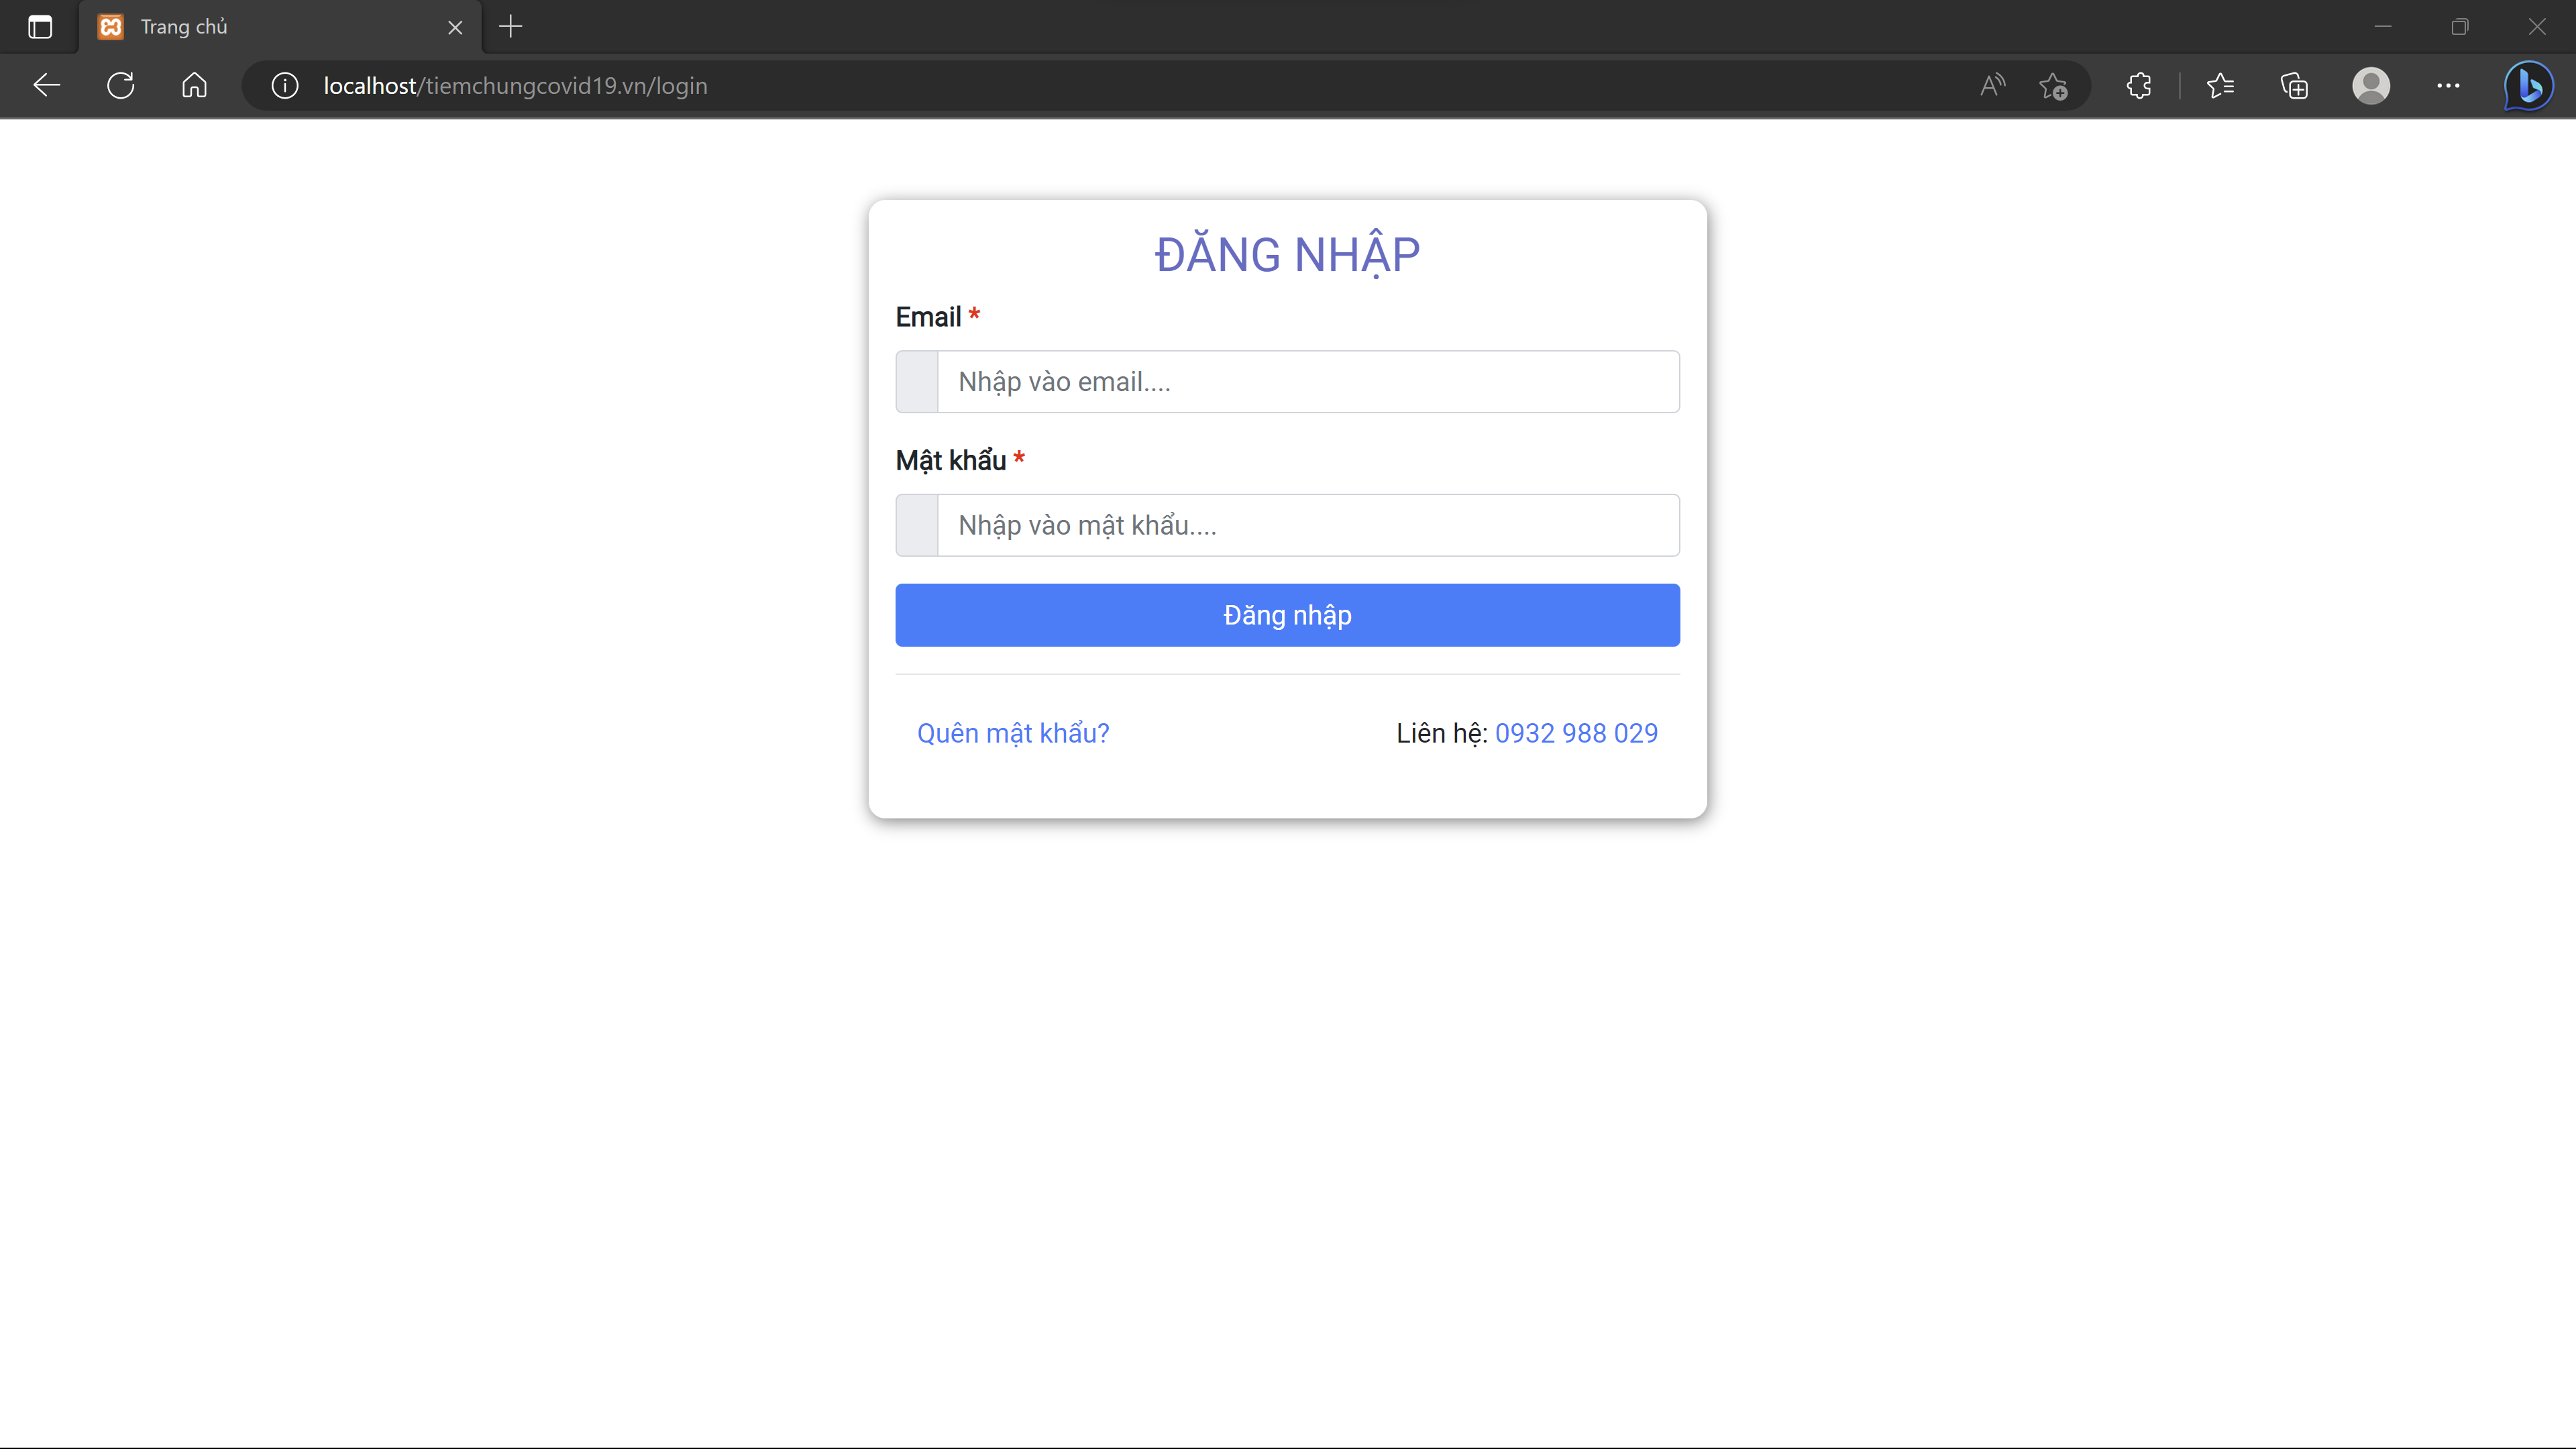 Trang chủ
localhost/tiemchungcovid19.vn/login
ĐĂNG NHẬP
Email *
Nhập vào email....
Mật khẩu *
Nhập vào mật khẩu....
Đăng nhập
Quên mật khẩu? Liên hệ: 0932 988 029